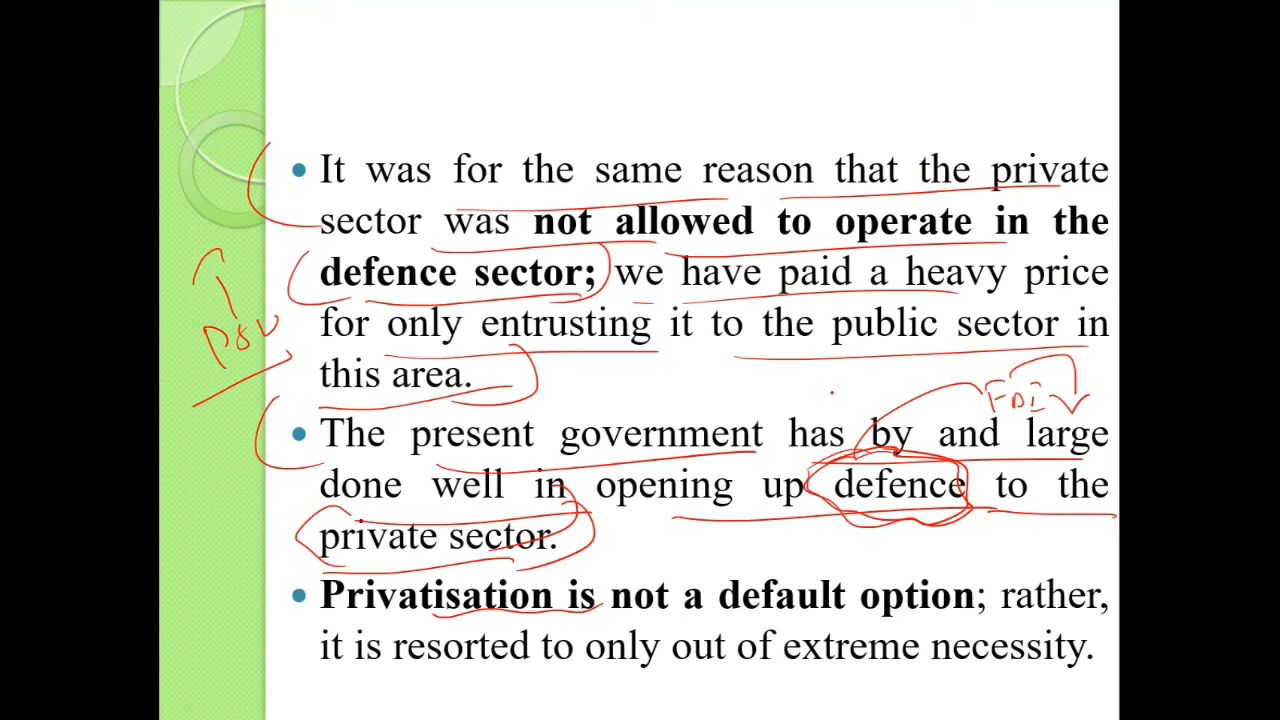 It was for the same reason that the private
sector was not allowed to operate in the
defence sector; we have paid a heavy price
for only entrusting it to the public sector in
this area.
FDI
The present government has by and large
done well in opening up defence to the
private sector.
Privatisation is not a default option; rather,
it is resorted to only out of extreme necessity.